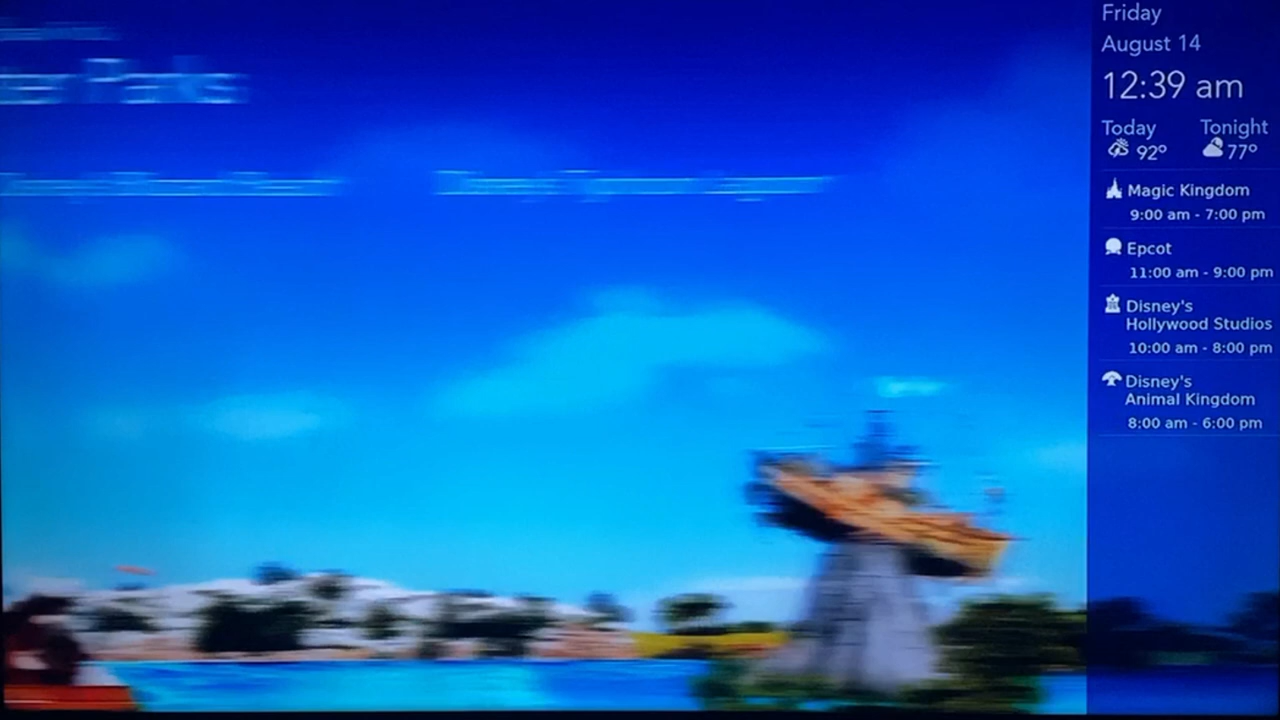 Parks
Friday
August 14
12:39 am
Today Tonight
92° 77°
Magic Kingdom
9:00 am - 7:00 pm
Epcot
11:00 am - 9:00 pm
Disney's
Hollywood Studios
10:00 am - 8:00 pm
Disney's
Animal Kingdom
8:00 am - 6:00 pm